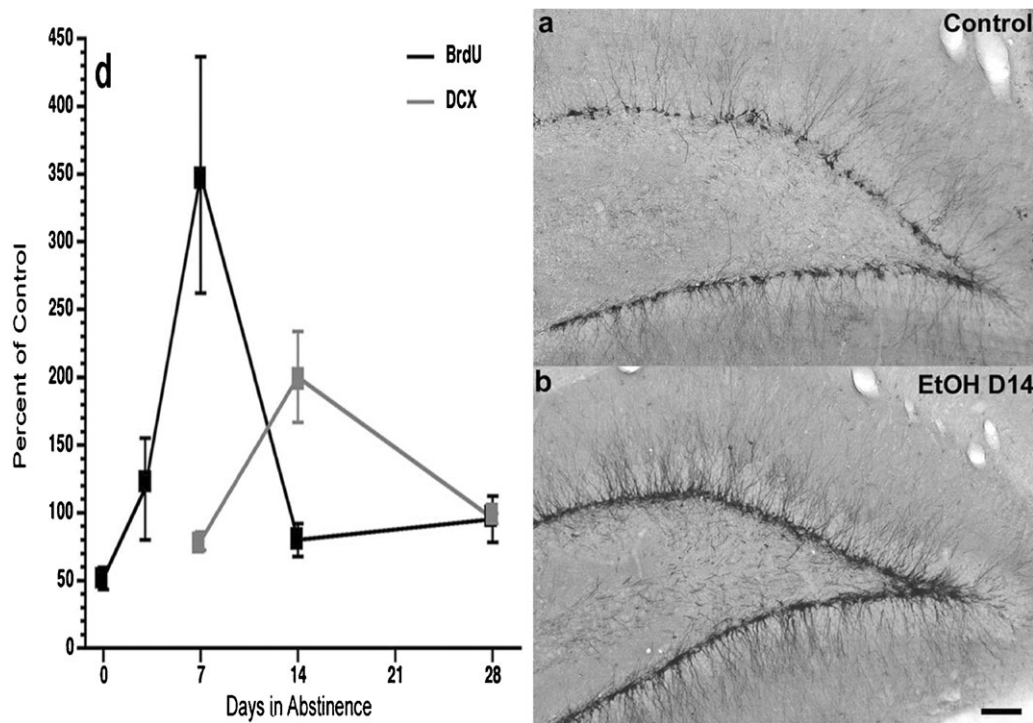 d
BrdU
DCX
Percent of Control
450
400
350
300
250
200
150
100
50
0
0 7 14 21 28
Days in Abstinence
a Control
b EtOH D14